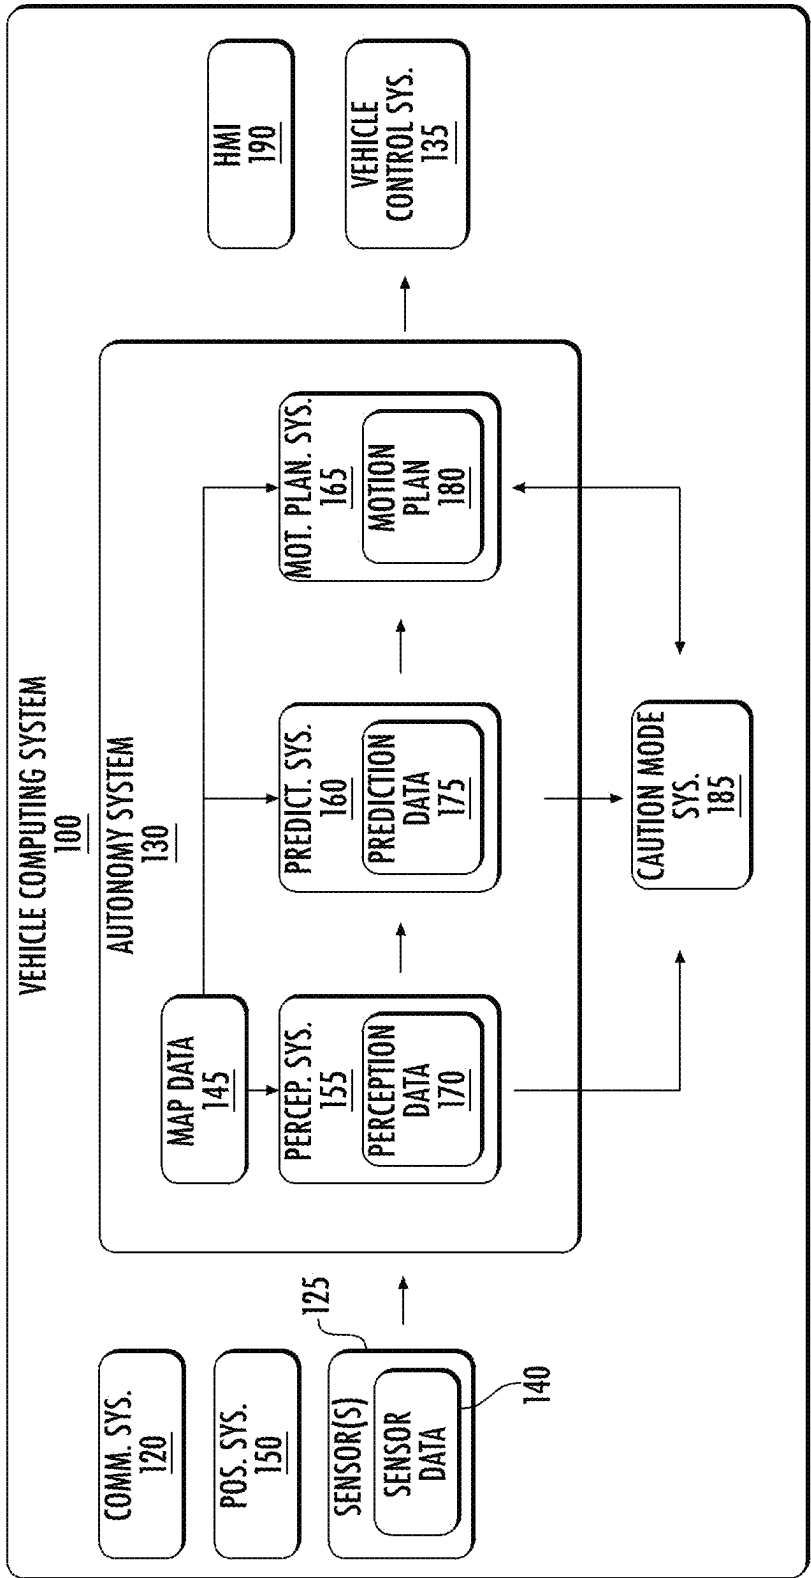 VEHICLE COMPUTING SYSTEM
100
AUTONOMY SYSTEM
130
COMM. SYS.
120
POS. SYS.
150
SENSOR(S)
125
SENSOR
DATA
140
MAP DATA
145
PERCEP. SYS.
155
PERCEPTION
DATA
170
PREDICT. SYS.
160
PREDICTION
DATA
175
MOT. PLAN. SYS.
165
MOTION
PLAN
180
HMI
190
VEHICLE
CONTROL SYS.
135
CAUTION MODE
SYS.
185